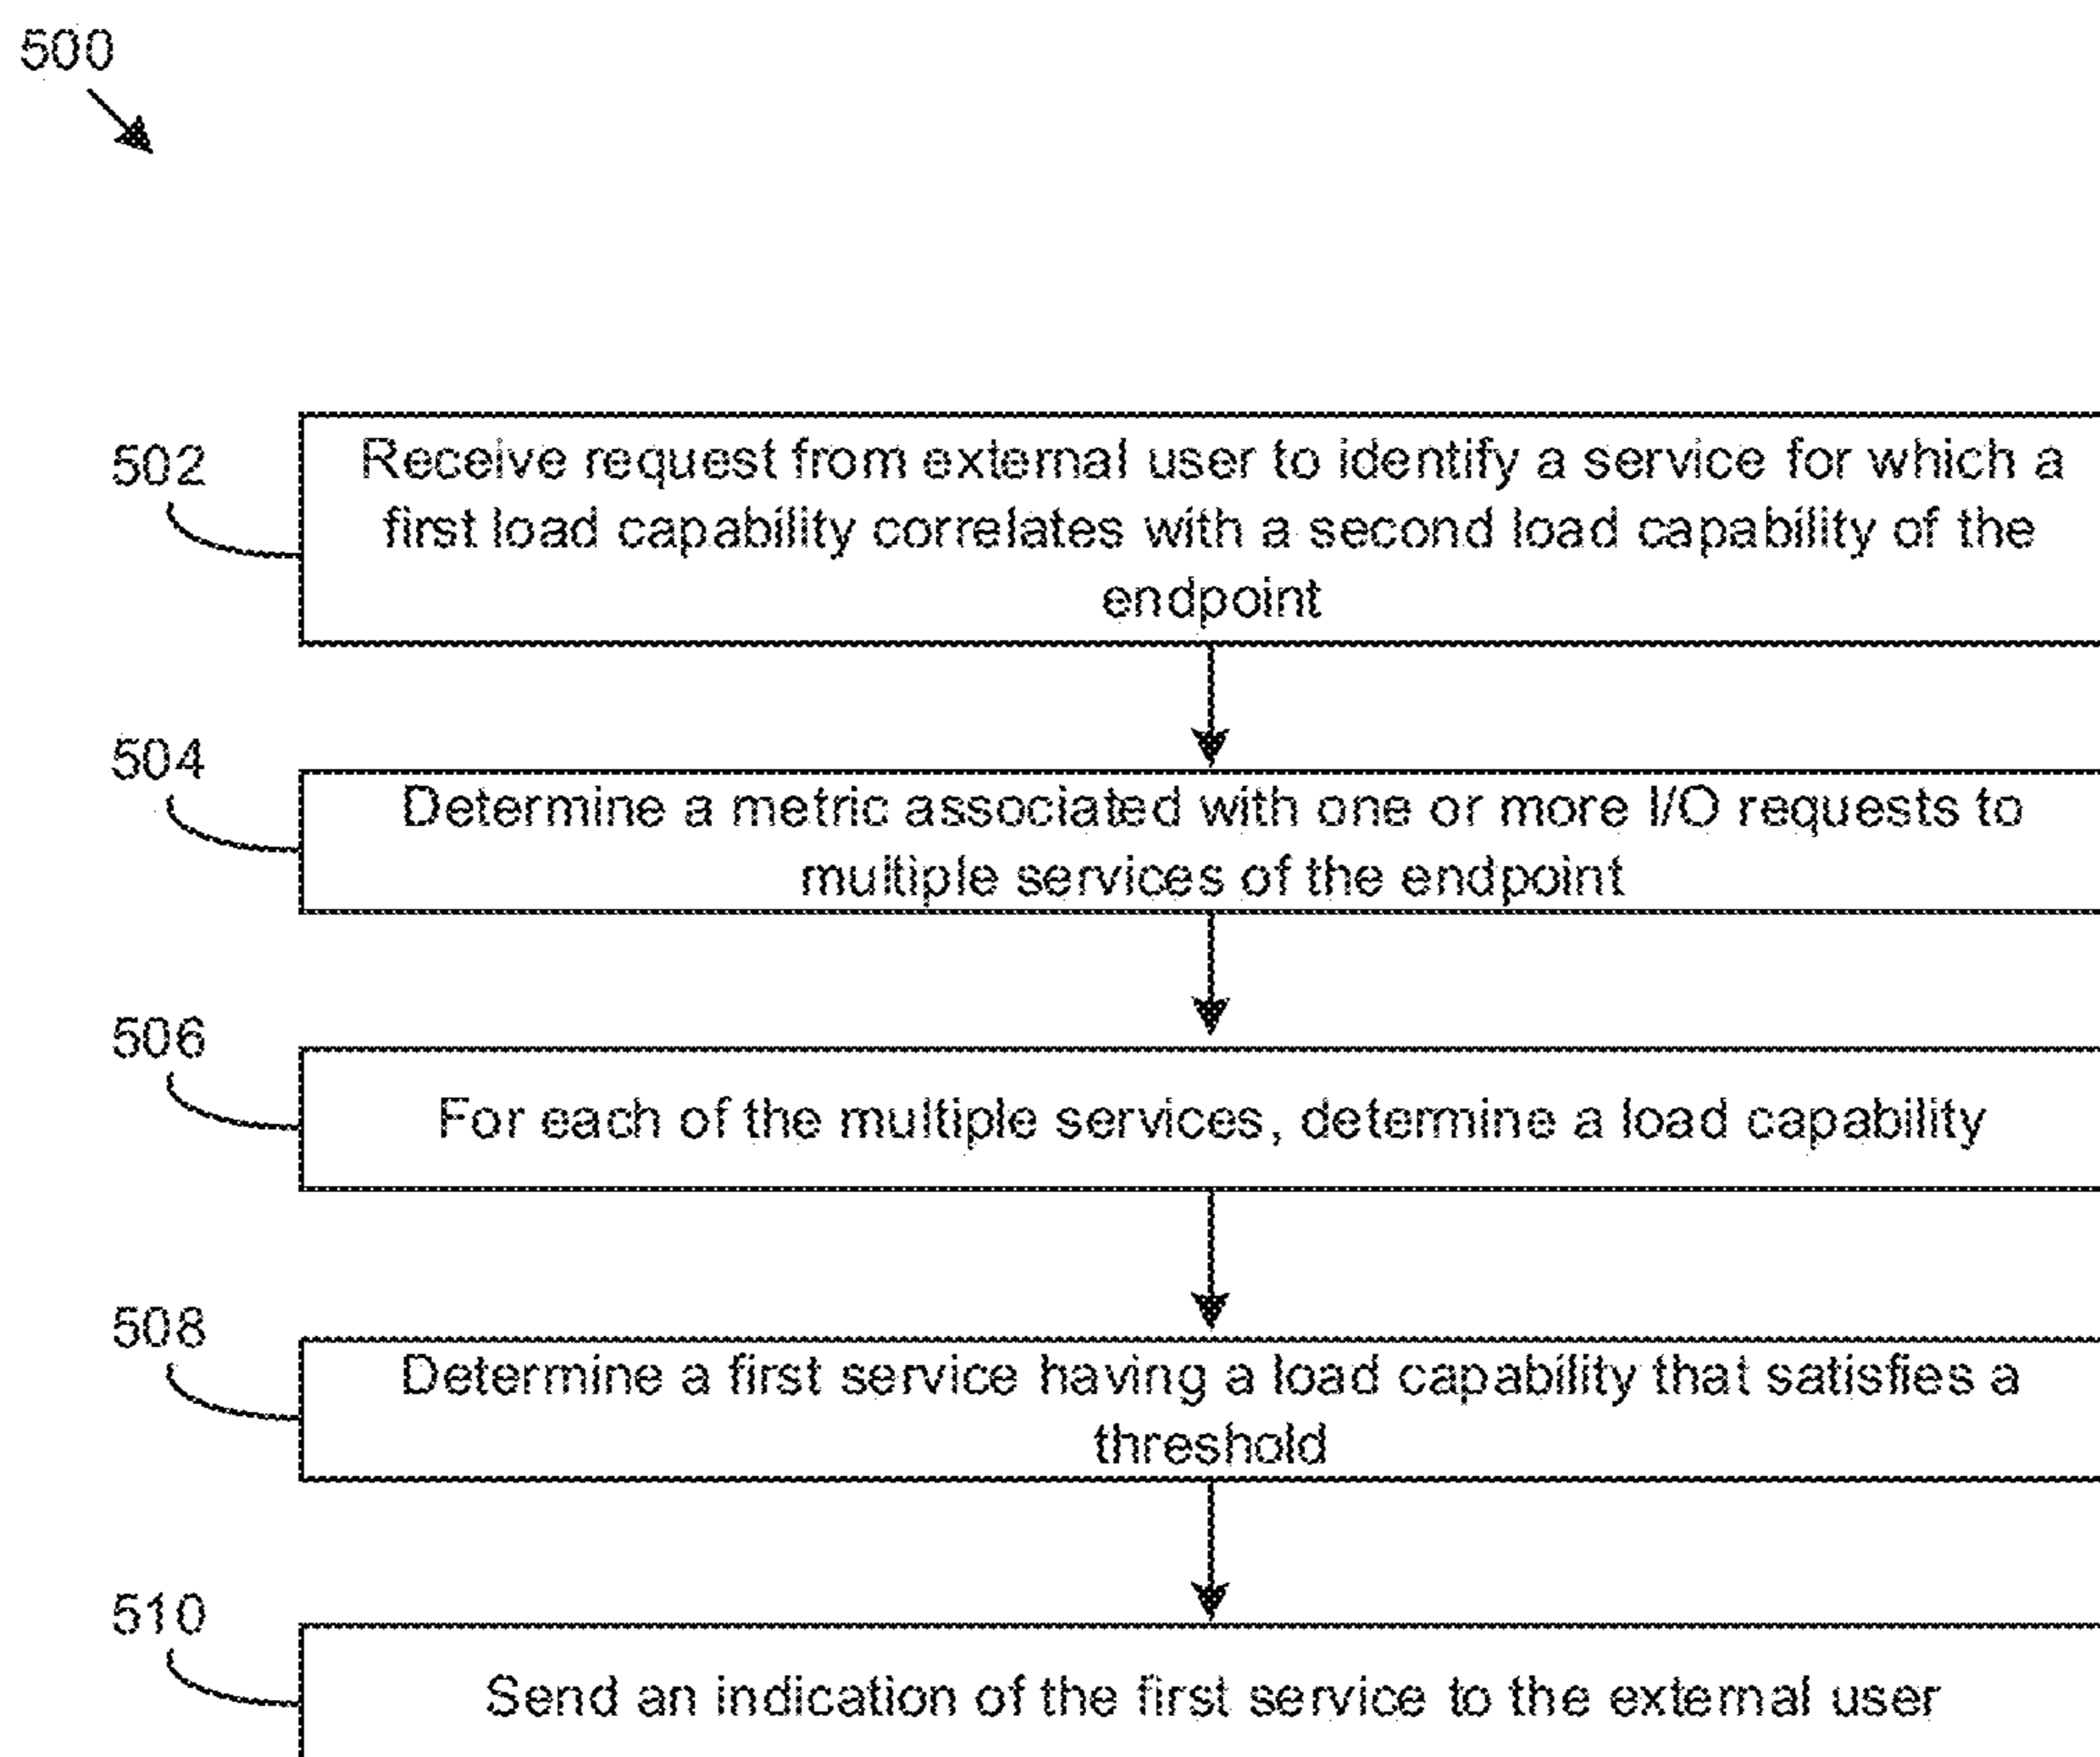 500
502
Receive request from external user to identify a service for which a
first load capability correlates with a second load capability of the
endpoint
504
Determine a metric associated with one or more I/O requests to
multiple services of the endpoint
506
For each of the multiple services, determine a load capability
508
Determine a first service having a load capability that satisfies a
threshold
510
Send an indication of the first service to the external user